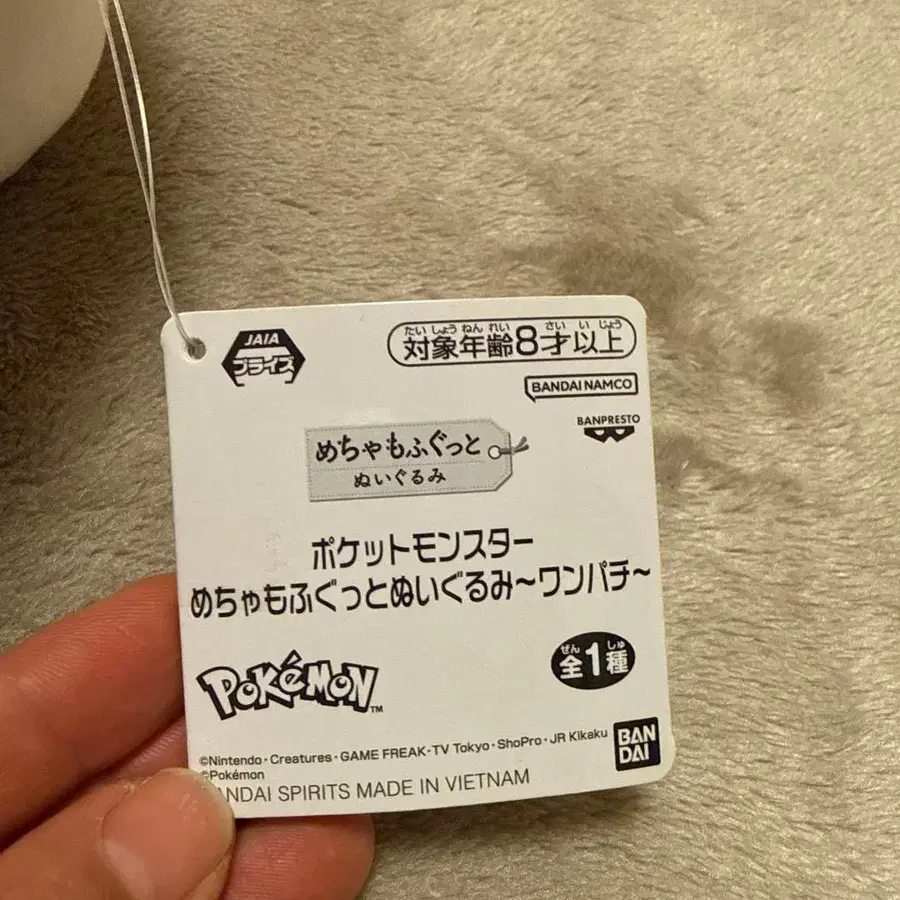 JAIA
プライズ
たいしょうねんれい さい い じょう
対象年齢8才以上
BANDAI NAMCO
BANPRESTO
めちゃもふぐっと
ぬいぐるみ
ポケットモンスター
めちゃもふぐっとぬいぐるみ〜ワンパチ〜
ぜん しゅ
全1種
POKéMON™
©Nintendo・Creatures・GAME FREAK・TV Tokyo・ShoPro・JR Kikaku
©Pokémon
BAN
DAI
ANDAI SPIRITS MADE IN VIETNAM